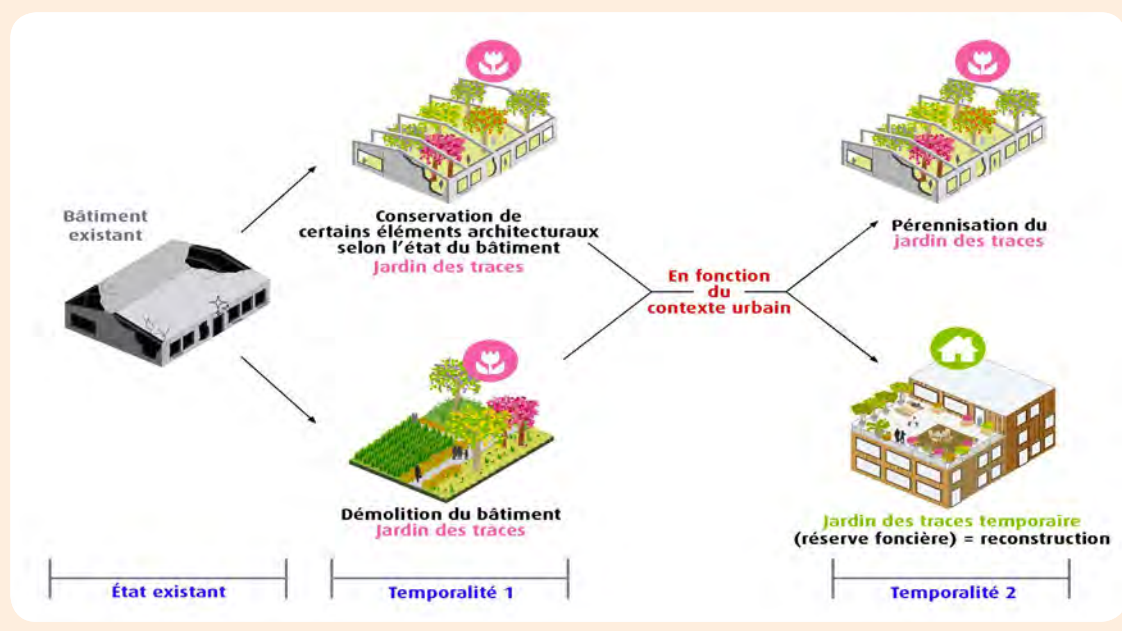 Bâtiment
existant
Conservation de
certains éléments architecturaux
selon l'état du bâtiment
Jardin des traces
Démolition du bâtiment
Jardin des traces
En fonction
du
contexte urbain
Pérennisation du
jardin des traces
Jardin des traces temporaire
(réserve foncière) = reconstruction
État existant
Temporalité 1
Temporalité 2